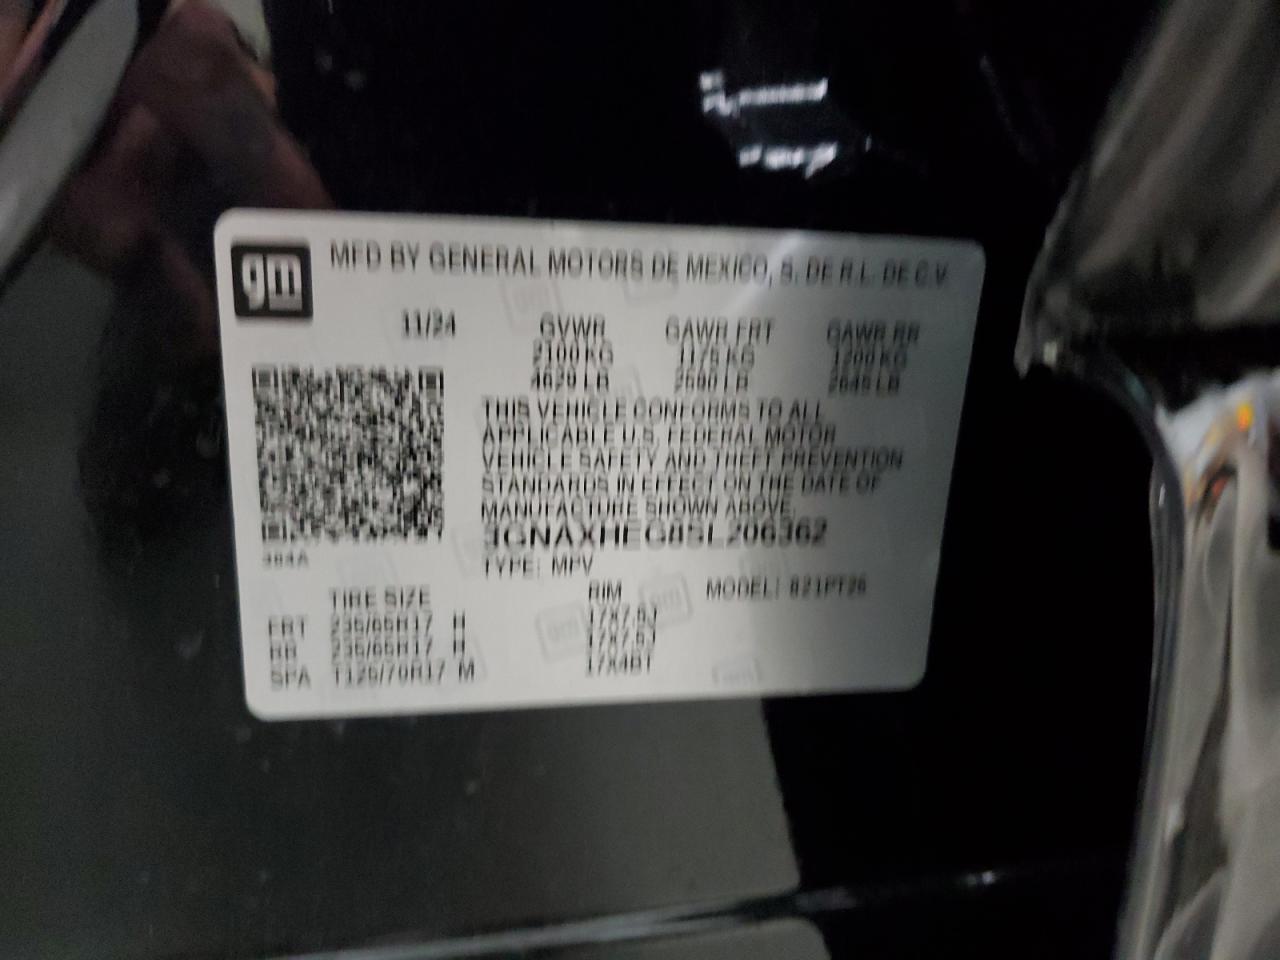 gm
MFD BY GENERAL MOTORS DE MEXICO, S. DE R.L. DE C.V.
11/24 GVWR GAWR FRT GAWR RR
2100 KG 1175 KG 1200 KG
4629 LB 2590 LB 2645 LB
THIS VEHICLE CONFORMS TO ALL
APPLICABLE U.S. FEDERAL MOTOR
VEHICLE SAFETY AND THEFT PREVENTION
STANDARDS IN EFFECT ON THE DATE OF
MANUFACTURE SHOWN ABOVE.
3GNAXHEG8SL206362
TYPE: MPV
TIRE SIZE RIM MODEL:
FRT 235/65R17 H 17X7.5J
RR 235/65R17 H 17X7.5J
SPA T125/70R17 M 17X4BT